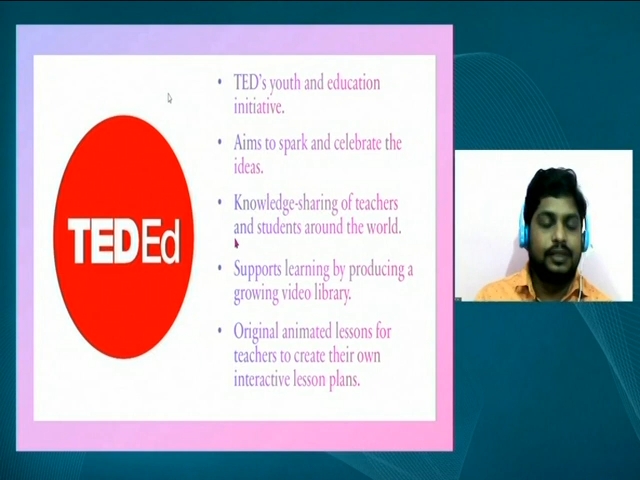 TEDEd
• TED's youth and education
initiative.
• Aims to spark and celebrate the
ideas.
• Knowledge-sharing of teachers
and students around the world.
• Supports learning by producing a
growing video library.
• Original animated lessons for
teachers to create their own
interactive lesson plans.